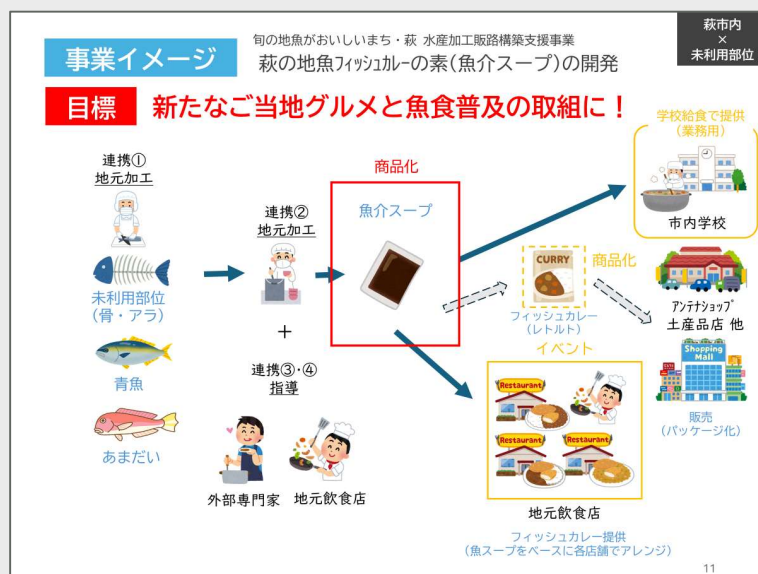 萩市内
×
未利用部位
事業イメージ
旬の地魚がおいしいまち・萩 水産加工販路構築支援事業
萩の地魚フィッシュカレーの素(魚介スープ)の開発
目標
新たなご当地グルメと魚食普及の取組に！
連携①
地元加工
未利用部位
(骨・アラ)
青魚
あまだい
連携②
地元加工
+
連携③・④
指導
外部専門家
地元飲食店
商品化
魚介スープ
学校給食で提供
(業務用)
市内学校
CURRY
フィッシュカレー
(レトルト)
商品化
アンテナショップ
土産品店 他
Shopping
Mall
販売
(パッケージ化)
イベント
Restaurant
Restaurant
Restaurant
地元飲食店
フィッシュカレー提供
(魚スープをベースに各店舗でアレンジ)
11